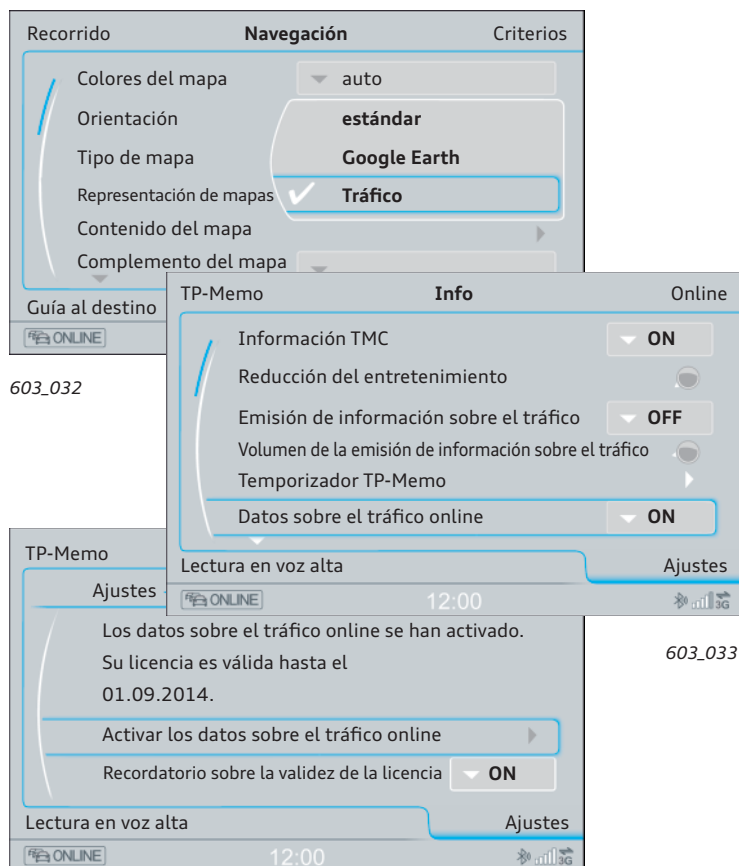 Recorrido Navegación Criterios
Colores del mapa auto
Orientación estándar
Tipo de mapa Google Earth
Representación de mapas Tráfico
Contenido del mapa
Complemento del mapa
Guía al destino
ONLINE
603_032
TP-Memo Info Online
Información TMC ON
Reducción del entretenimiento
Emisión de información sobre el tráfico OFF
Volumen de la emisión de información sobre el tráfico
Temporizador TP-Memo
Datos sobre el tráfico online ON
Lectura en voz alta Ajustes
ONLINE 12:00 3G
603_033
TP-Memo
Ajustes
Los datos sobre el tráfico online se han activado.
Su licencia es válida hasta el
01.09.2014.
Activar los datos sobre el tráfico online
Recordatorio sobre la validez de la licencia ON
Lectura en voz alta Ajustes
ONLINE 12:00 3G